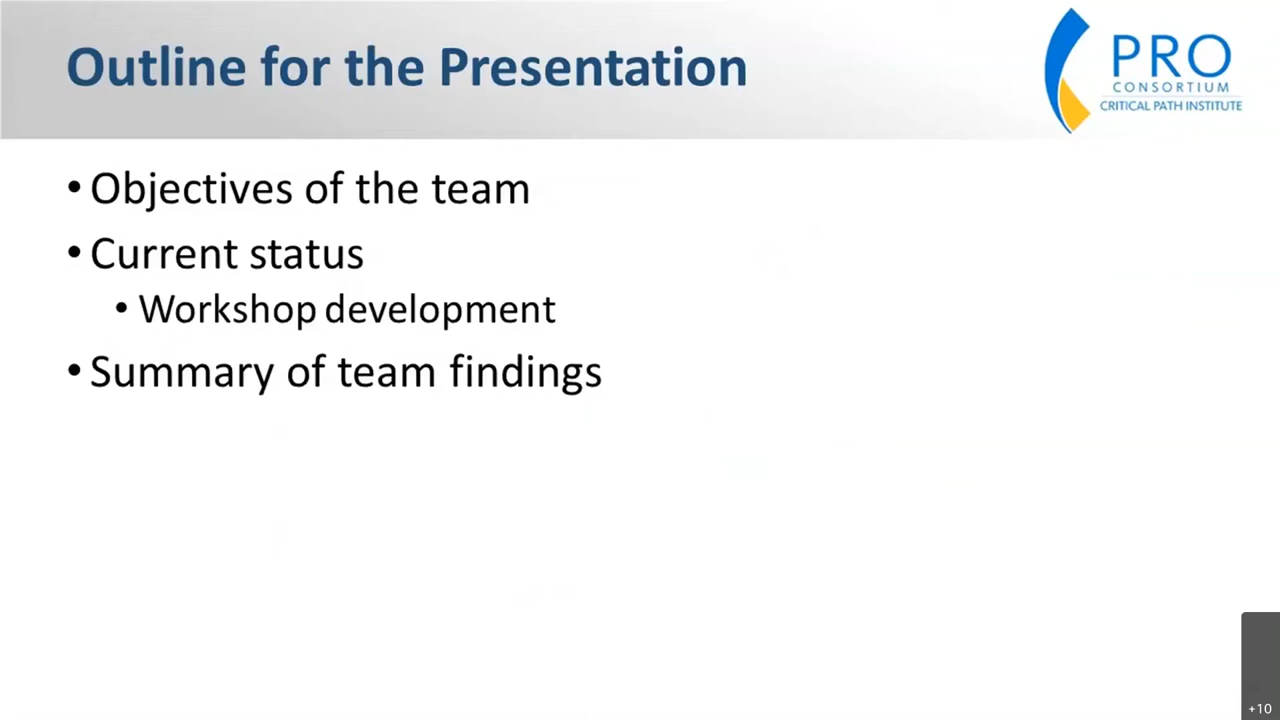 Outline for the Presentation
PRO
CONSORTIUM
CRITICAL PATH INSTITUTE
• Objectives of the team
• Current status
• Workshop development
• Summary of team findings
+10